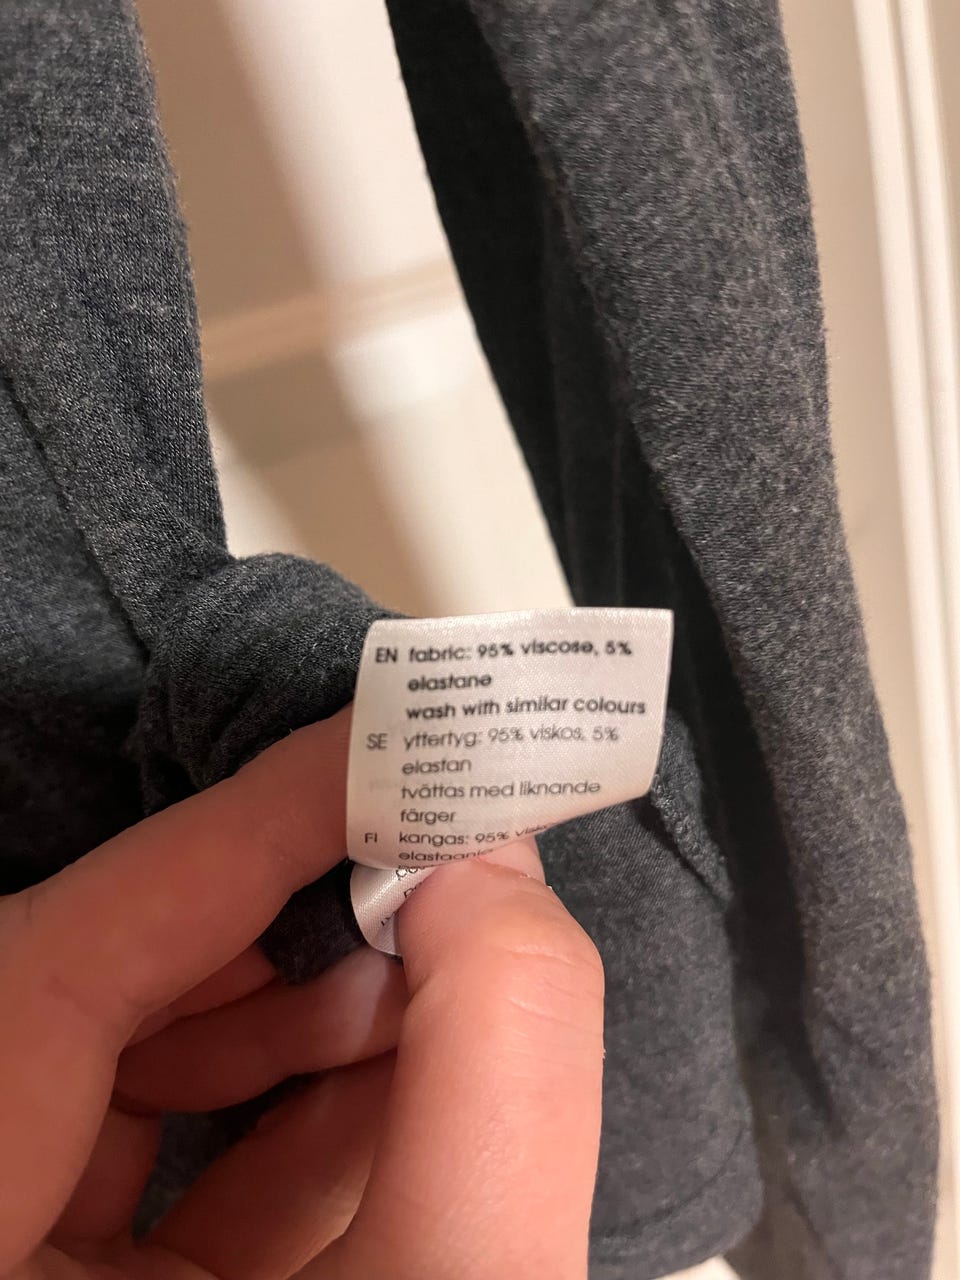 EN fabric: 95% viscose, 5%
elastane
wash with similar colours
SE yttertyg: 95% viskos, 5%
elastan
tvättas med liknande
färger
FI kangas: 95%
elastaania